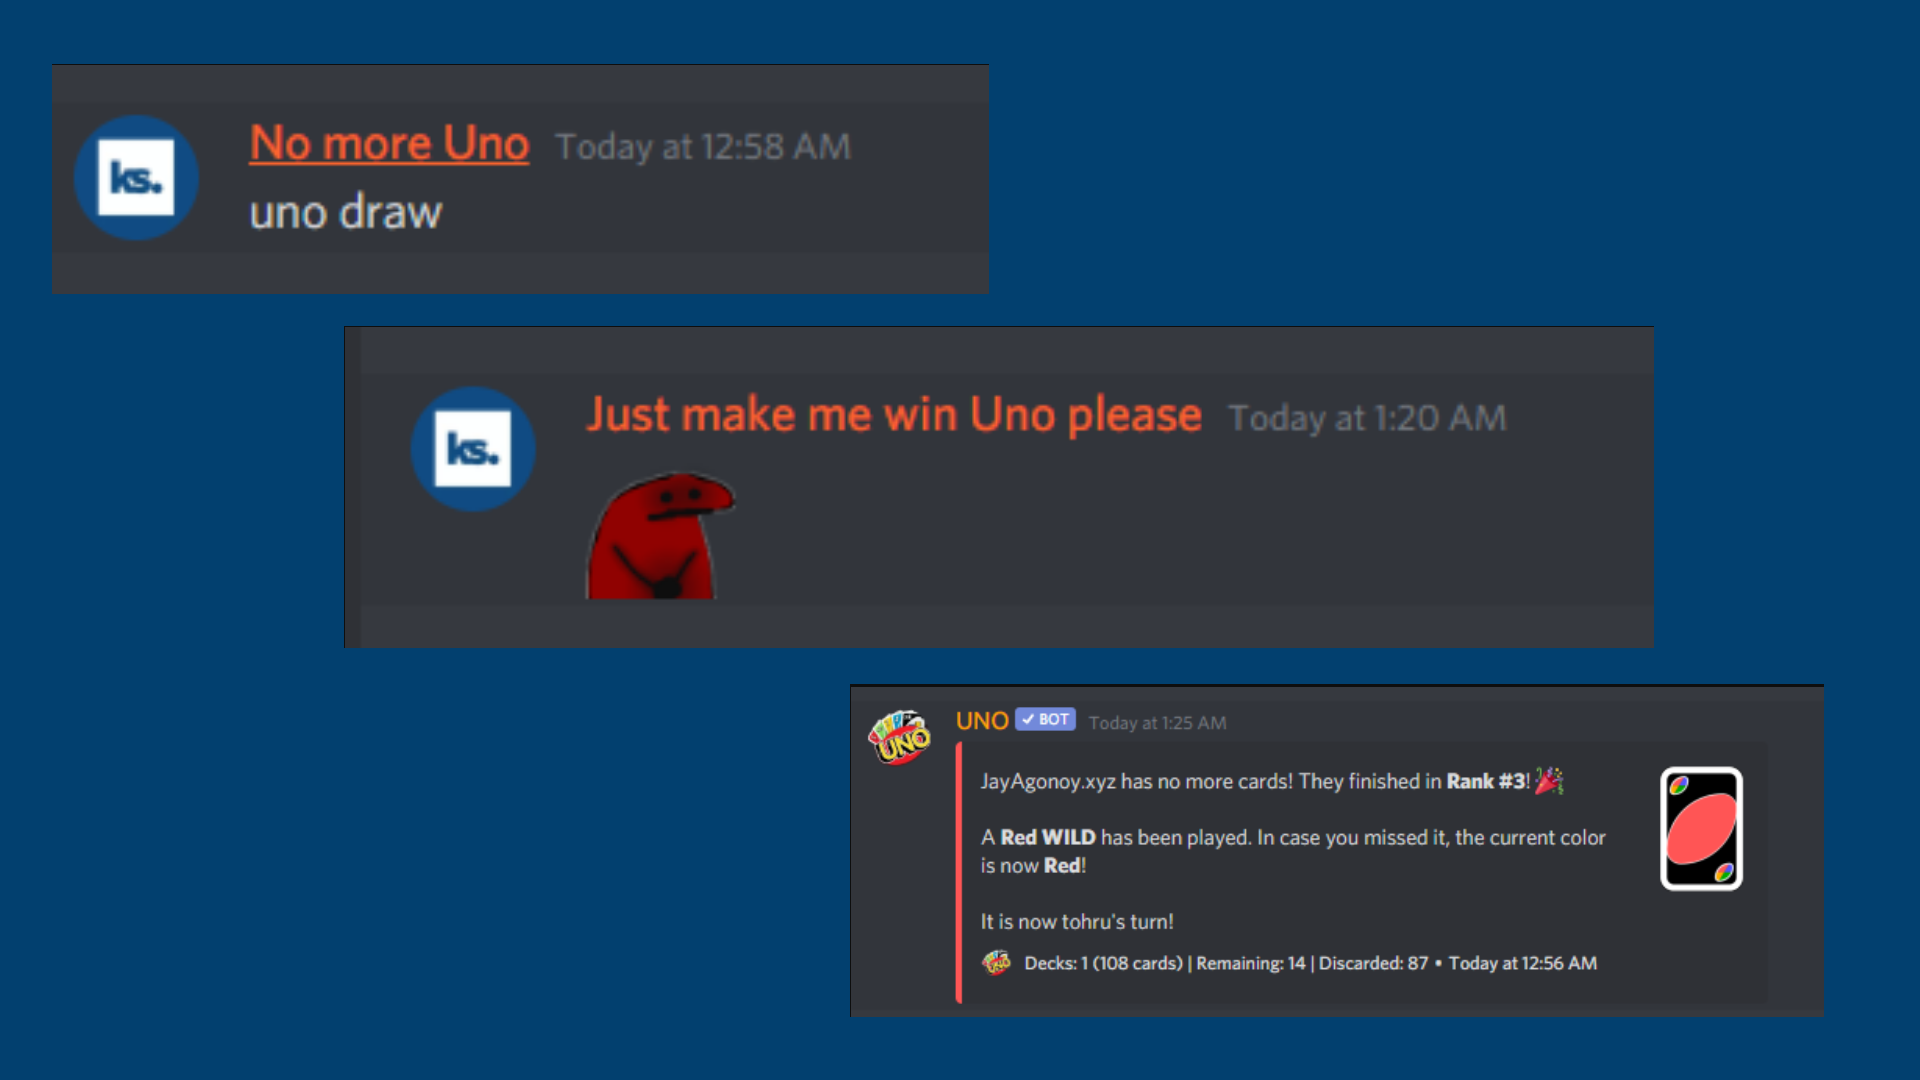 ks.
No more Uno Today at 12:58 AM
uno draw
ks.
Just make me win Uno please Today at 1:20 AM
UNO
UNO BOT Today at 1:25 AM
JayAgonoy.xyz has no more cards! They finished in Rank #3!
A Red WILD has been played. In case you missed it, the current color
is now Red!
It is now tohru's turn!
Decks: 1 (108 cards) | Remaining: 14 | Discarded: 87 • Today at 12:56 AM